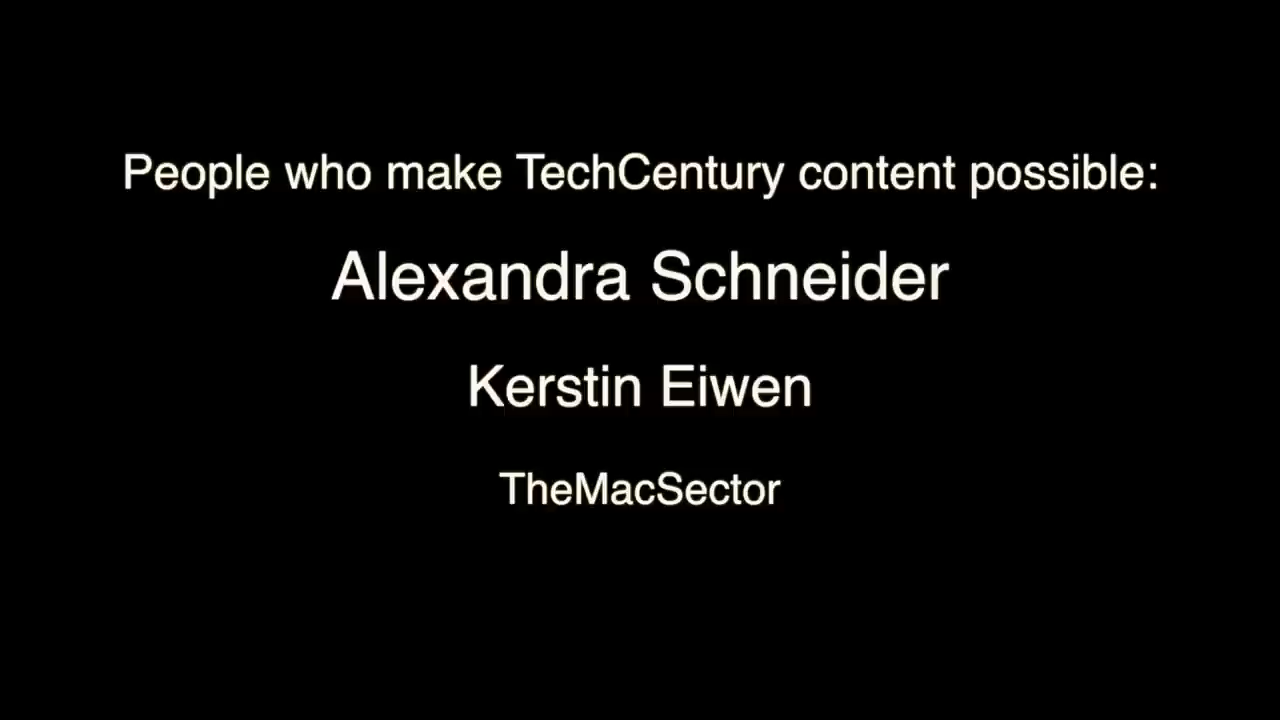 People who make TechCentury content possible:
Alexandra Schneider
Kerstin Eiwen
TheMacSector